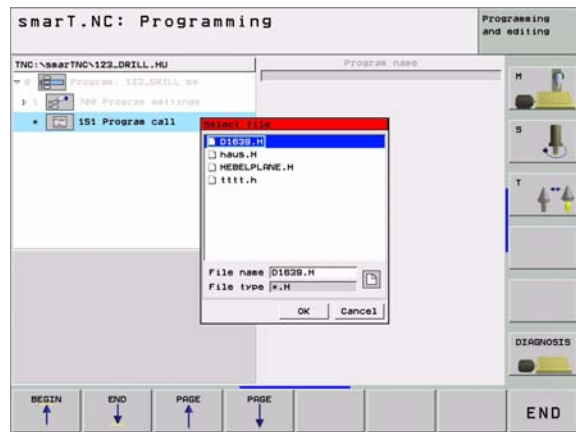 smarT.NC: Programming
Programming and editing
TNC:\smarTNC\123_DRILL.HU
Program name
0 Program: 123_DRILL mm
1 700 Program settings
151 Program call
Select file
D1639.H
haus.H
HEBELPLANE.H
tttt.h
File name D1639.H
File type *.H
OK Cancel
M
S
T
DIAGNOSIS
BEGIN END PAGE PAGE
END